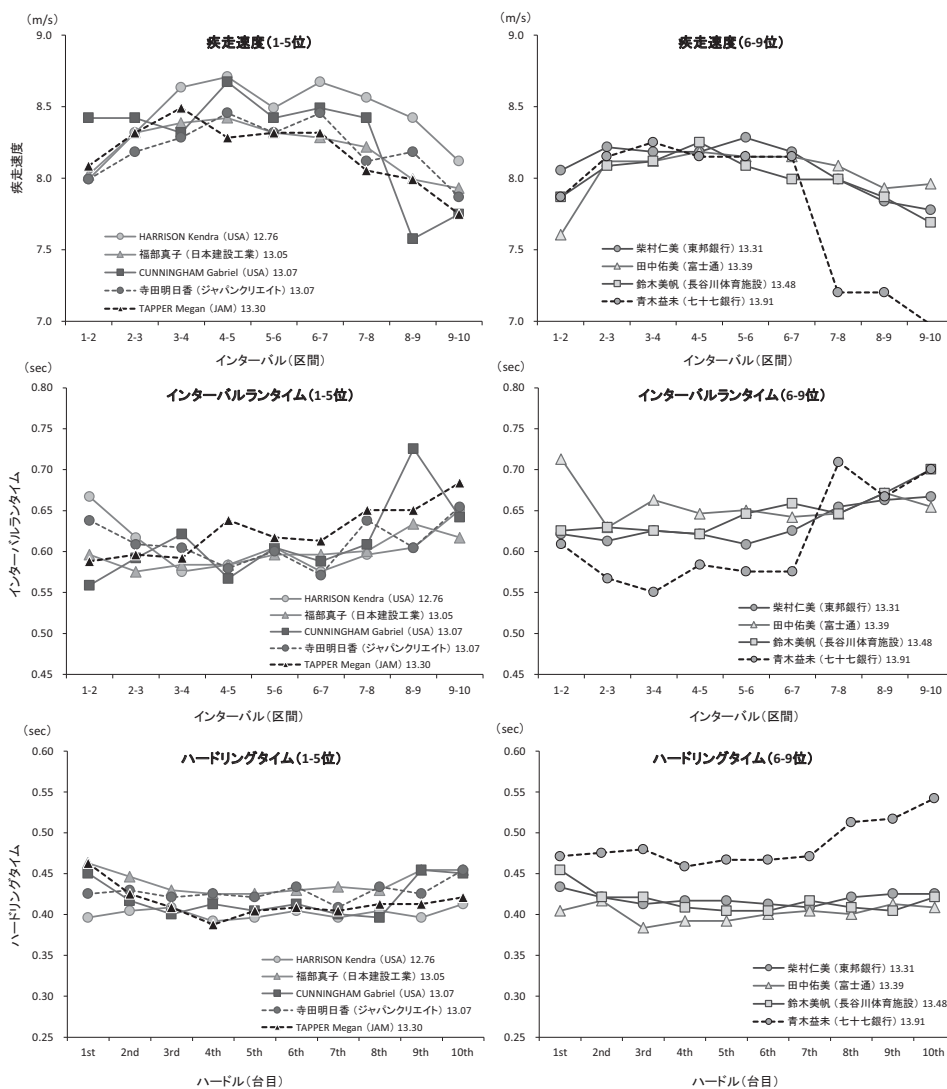 （m/s）
疾走速度（1-5位）
9.0
8.5
8.0
7.5
7.0
疾走速度
HARRISON Kendra（USA）12.76
福部真子（日本建設工業）13.05
CUNNINGHAM Gabriel（USA）13.07
寺田明日香（ジャパンクリエイト）13.07
TAPPER Megan（JAM）13.30
1-2 2-3 3-4 4-5 5-6 6-7 7-8 8-9 9-10
インターバル（区間）
（m/s）
疾走速度（6-9位）
9.0
8.5
8.0
7.5
7.0
柴村仁美（東邦銀行）13.31
田中佑美（富士通）13.39
鈴木美帆（長谷川体育施設）13.48
青木益未（七十七銀行）13.91
1-2 2-3 3-4 4-5 5-6 6-7 7-8 8-9 9-10
インターバル（区間）
（sec）
インターバルランタイム（1-5位）
0.80
0.75
0.70
0.65
0.60
0.55
0.50
0.45
インターバルランタイム
HARRISON Kendra（USA）12.76
福部真子（日本建設工業）13.05
CUNNINGHAM Gabriel（USA）13.07
寺田明日香（ジャパンクリエイト）13.07
TAPPER Megan（JAM）13.30
1-2 2-3 3-4 4-5 5-6 6-7 7-8 8-9 9-10
インターバル（区間）
（sec）
インターバルランタイム（6-9位）
0.80
0.75
0.70
0.65
0.60
0.55
0.50
0.45
柴村仁美（東邦銀行）13.31
田中佑美（富士通）13.39
鈴木美帆（長谷川体育施設）13.48
青木益未（七十七銀行）13.91
1-2 2-3 3-4 4-5 5-6 6-7 7-8 8-9 9-10
インターバル（区間）
（sec）
ハードリングタイム（1-5位）
0.60
0.55
0.50
0.45
0.40
0.35
0.30
0.25
ハードリングタイム
HARRISON Kendra（USA）12.76
福部真子（日本建設工業）13.05
CUNNINGHAM Gabriel（USA）13.07
寺田明日香（ジャパンクリエイト）13.07
TAPPER Megan（JAM）13.30
1st 2nd 3rd 4th 5th 6th 7th 8th 9th 10th
ハードル（台目）
（sec）
ハードリングタイム（6-9位）
0.60
0.55
0.50
0.45
0.40
0.35
0.30
0.25
柴村仁美（東邦銀行）13.31
田中佑美（富士通）13.39
鈴木美帆（長谷川体育施設）13.48
青木益未（七十七銀行）13.91
1st 2nd 3rd 4th 5th 6th 7th 8th 9th 10th
ハードル（台目）